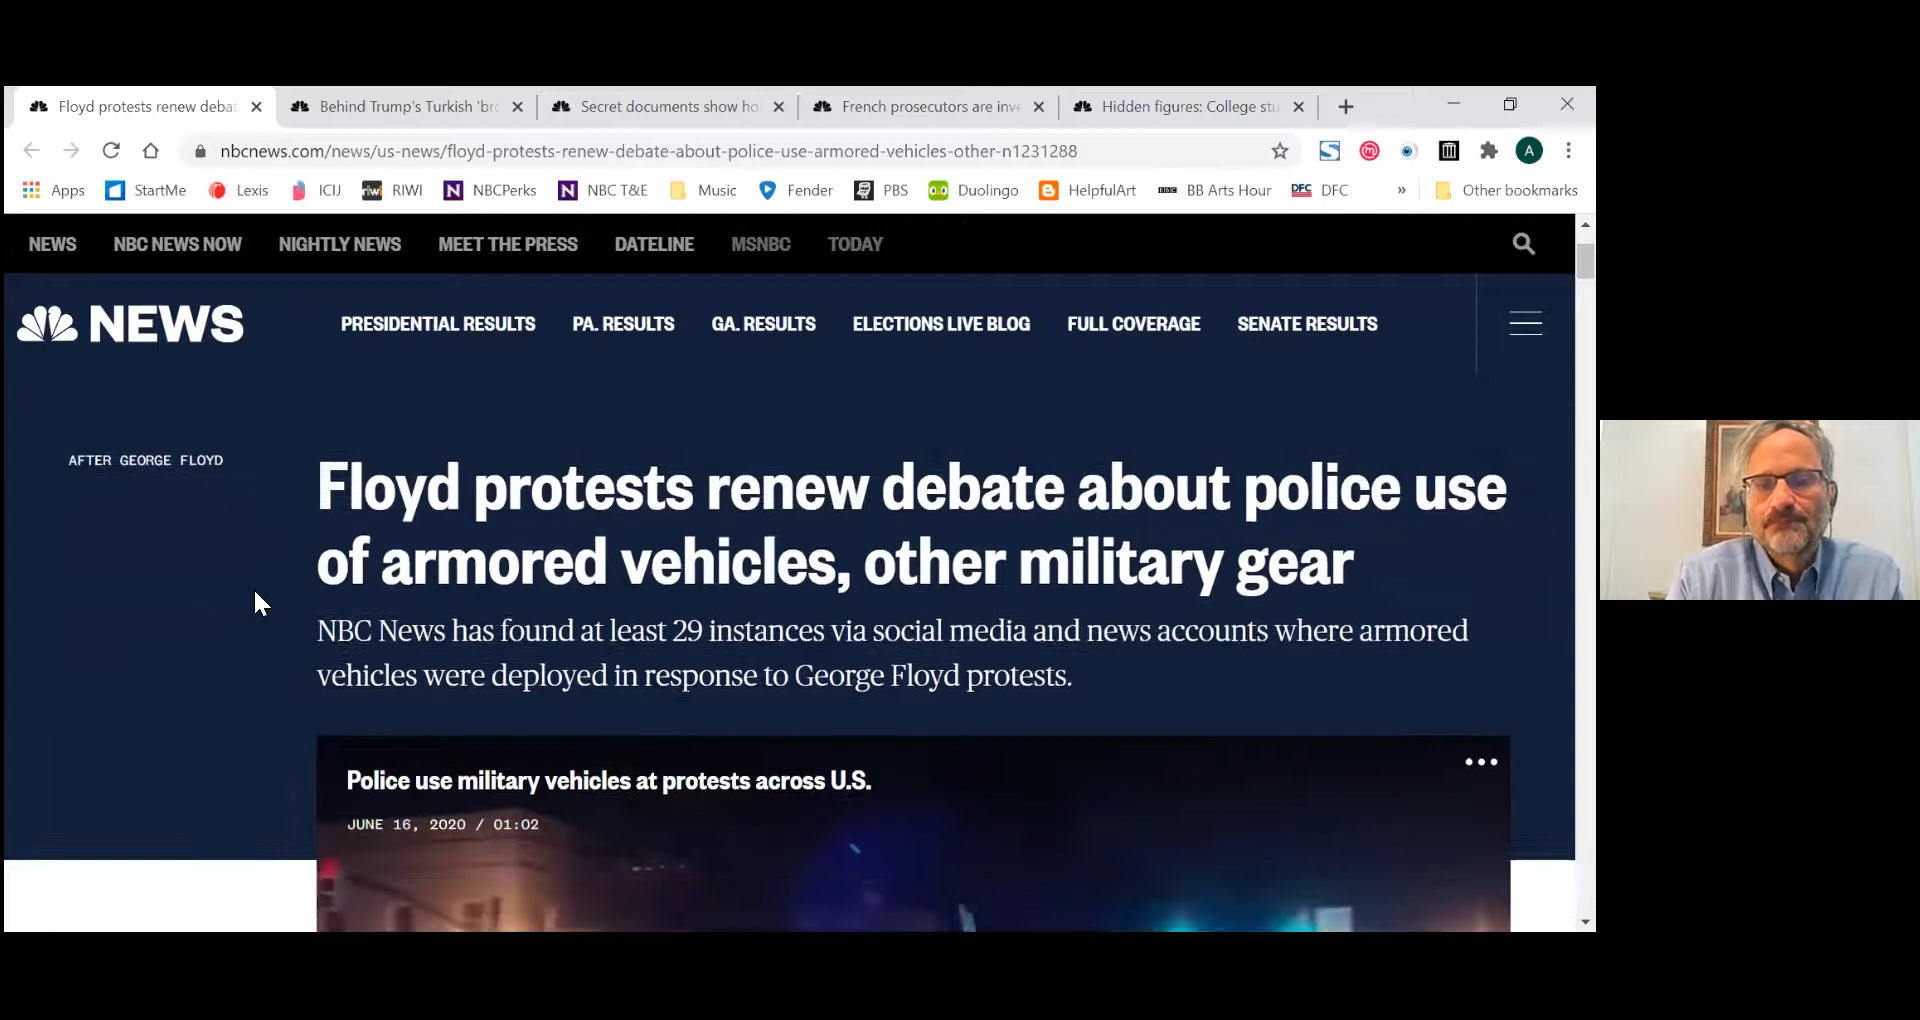 Floyd protests renew deba
Behind Trump's Turkish 'bro
Secret documents show ho
French prosecutors are inve
Hidden figures: College stu
nbcnews.com/news/us-news/floyd-protests-renew-debate-about-police-use-armored-vehicles-other-n1231288
A
Apps
StartMe
Lexis
ICIJ
riwi RIWI
N NBCPerks
N NBC T&E
Music
Fender
PBS
Duolingo
HelpfulArt
BBC BB Arts Hour
DFC DFC
»
Other bookmarks
NEWS NBC NEWS NOW NIGHTLY NEWS MEET THE PRESS DATELINE MSNBC TODAY
NEWS
PRESIDENTIAL RESULTS PA. RESULTS GA. RESULTS ELECTIONS LIVE BLOG FULL COVERAGE SENATE RESULTS
AFTER GEORGE FLOYD
Floyd protests renew debate about police use
of armored vehicles, other military gear
NBC News has found at least 29 instances via social media and news accounts where armored
vehicles were deployed in response to George Floyd protests.
Police use military vehicles at protests across U.S.
JUNE 16, 2020 / 01:02